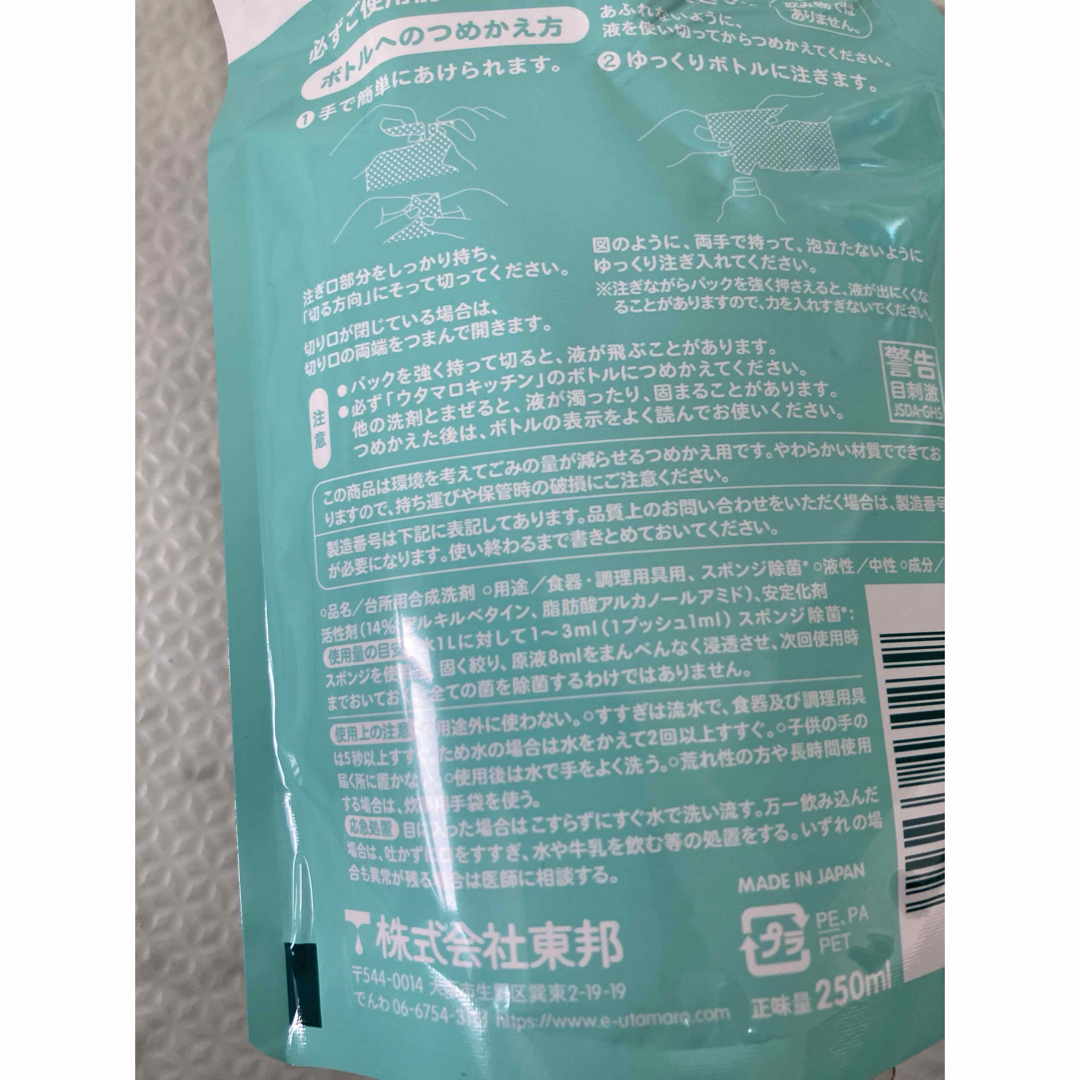 必ずご使用
ボトルへのつめかえ方
❶手で簡単にあけられます。
注ぎ口部分をしっかり持ち、
「切る方向」にそって切ってください。
切り口が閉じている場合は、
切り口の両端をつまんで開きます。
ありません。
あふれないように、
液を使い切ってからつめかえてください。
❷ゆっくりボトルに注ぎます。
図のように、両手で持って、泡立たないように
ゆっくり注ぎ入れてください。
※注ぎながらパックを強く押さえると、液が出にくくな
ることがありますので、力を入れすぎないでください。
注意
●パックを強く持って切ると、液が飛ぶことがあります。
●必ず「ウタマロキッチン」のボトルにつめかえてください。
他の洗剤とまぜると、液が濁ったり、固まることがあります。
つめかえた後は、ボトルの表示をよく読んでお使いください。
警告
目刺激
JSDA-GHS
この商品は環境を考えてごみの量が減らせるつめかえ用です。やわらかい材質でできてお
りますので、持ち運びや保管時の破損にご注意ください。
製造番号は下記に表記してあります。品質上のお問い合わせをいただく場合は、製造番号
が必要になります。使い終わるまで書きとめておいてください。
○品名/台所用合成洗剤 ○用途/食器・調理用具用、スポンジ除菌* ○液性/中性 ○成分/
活性剤(14% アルキルベタイン、脂肪酸アルカノールアミド)、安定化剤
使用量の目安 水1Lに対して1〜3ml(1プッシュ1ml) スポンジ除菌*:
スポンジを使 固く絞り、原液8mlをまんべんなく浸透させ、次回使用時
までおいてお 全ての菌を除菌するわけではありません。
使用上の注意 ○用途外に使わない。○すすぎは流水で、食器及び調理用具
は5秒以上すす ため水の場合は水をかえて2回以上すすぐ。○子供の手の
届く所に置かな ○使用後は水で手をよく洗う。○荒れ性の方や長時間使用
する場合は、炊事用手袋を使う。
応急処置 目に入った場合はこすらずにすぐ水で洗い流す。万一飲み込んだ
場合は、吐かずに口をすすぎ、水や牛乳を飲む等の処置をする。いずれの場
合も異常が残る場合は医師に相談する。
MADE IN JAPAN
株式会社東邦
〒544-0014 大阪市生野区巽東2-19-19
でんわ 06-6754-3 https://www.e-utamaro.com
プラ
PE、PA
PET
正味量 250ml